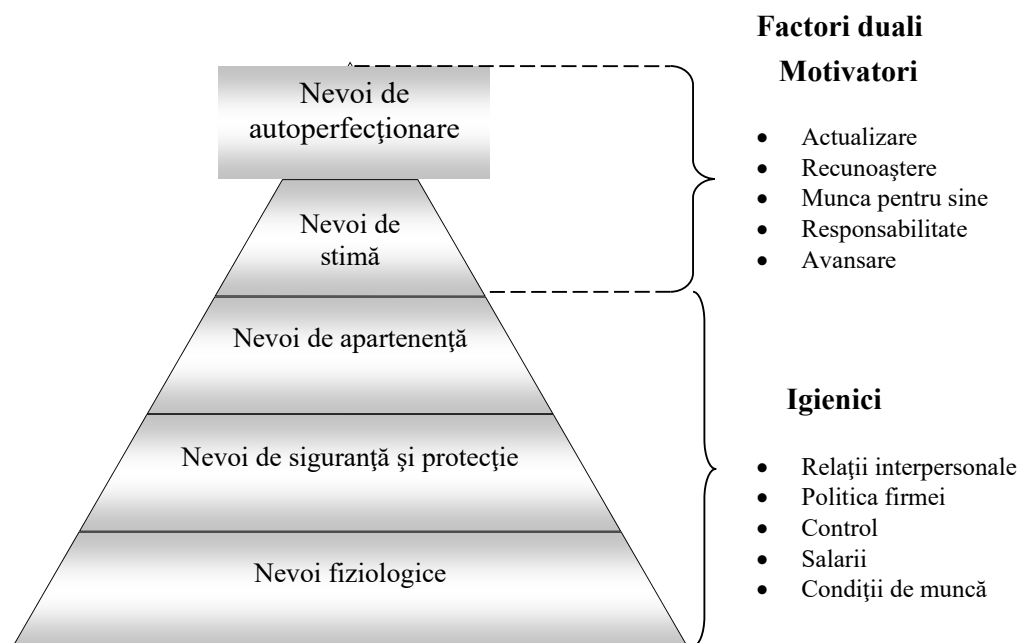 Factori duali
Motivatori
Nevoi de
autoperfecţionare
Nevoi de
stimă
Nevoi de apartenenţă
Nevoi de siguranţă şi protecţie
Nevoi fiziologice
• Actualizare
• Recunoaştere
• Munca pentru sine
• Responsabilitate
• Avansare
Igienici
• Relaţii interpersonale
• Politica firmei
• Control
• Salarii
• Condiţii de muncă